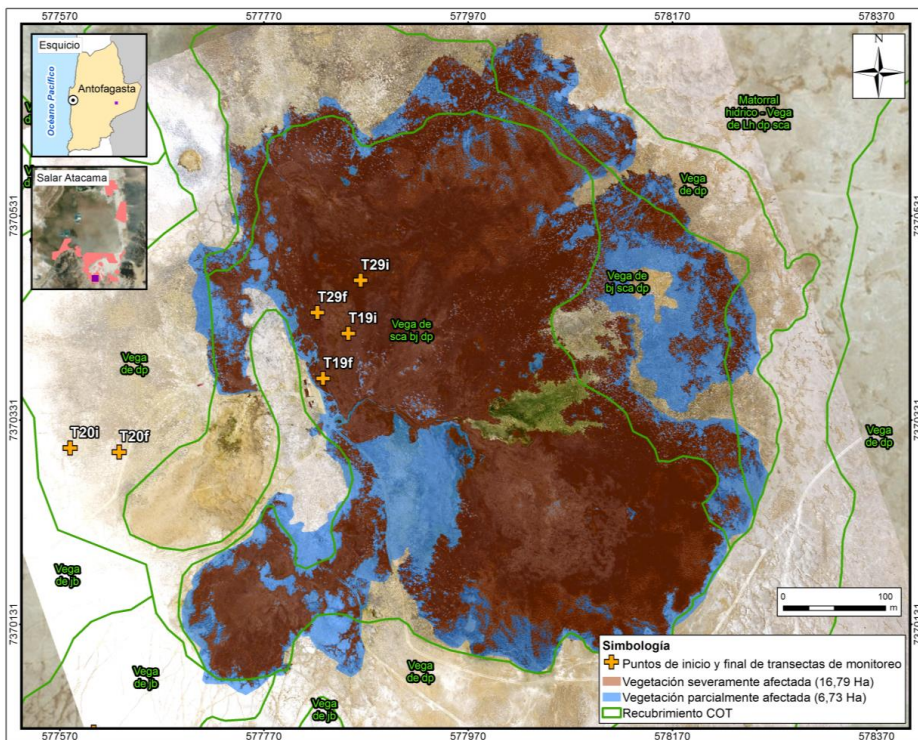 577570 577770 577970 578170 578370
Esquicio
Océano Pacífico
Antofagasta
N
Matorral
hídrico - Vega
de Lh dp sca
Salar Atacama
7370531
7370531
Vega
de dp
T29i
Vega de
bj sca dp
T29f
T19i
Vega de
sca bj dp
Vega
de dp
T19f
7370331
7370331
T20i
T20f
Vega
de dp
Vega
de jb
0 100
m
7370131
7370131
Vega
de jb
Vega
de dp
Vega
de jb
Simbología
Puntos de inicio y final de transectas de monitoreo
Vegetación severamente afectada (16,79 Ha)
Vegetación parcialmente afectada (6,73 Ha)
Recubrimiento COT
577570 577770 577970 578170 578370